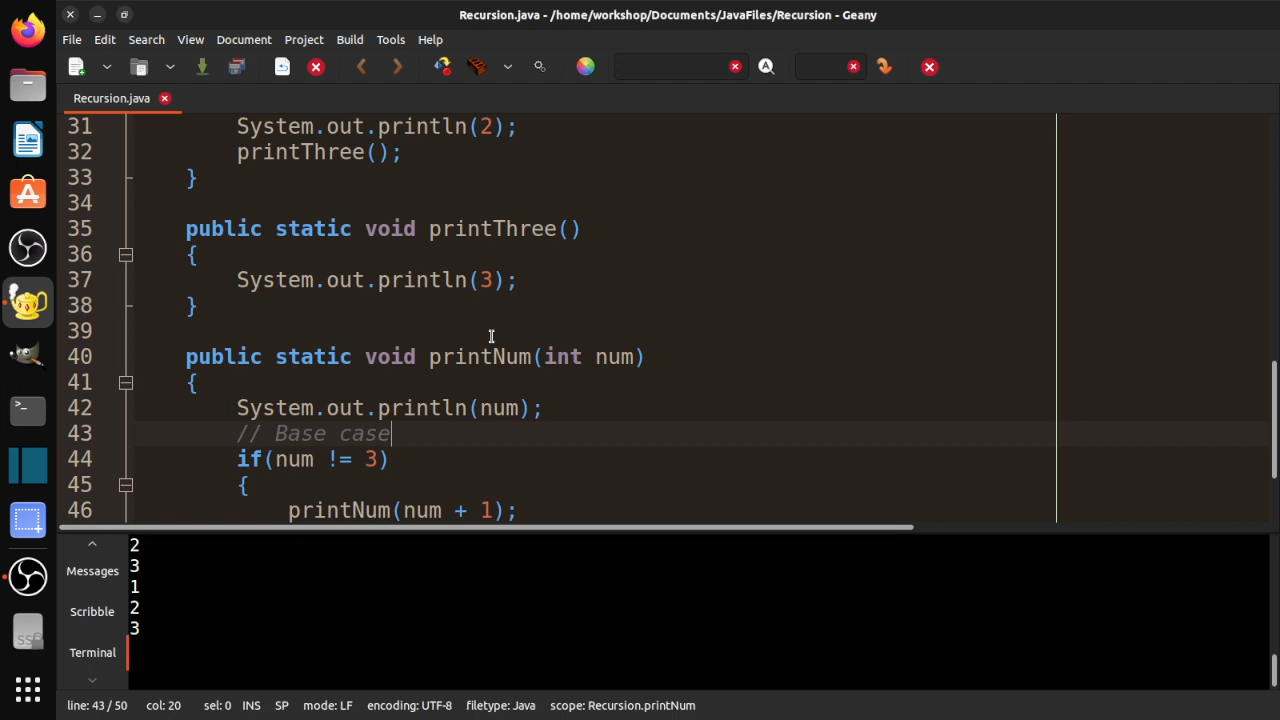 Recursion.java - /home/workshop/Documents/JavaFiles/Recursion - Geany
File Edit Search View Document Project Build Tools Help
Recursion.java
31 System.out.println(2);
32 printThree();
33 }
34
35 public static void printThree()
36 {
37 System.out.println(3);
38 }
39
40 public static void printNum(int num)
41 {
42 System.out.println(num);
43 // Base case
44 if(num != 3)
45 {
46 printNum(num + 1);
Messages
Scribble
Terminal
2
3
1
2
3
line: 43 / 50 col: 20 sel: 0 INS SP mode: LF encoding: UTF-8 filetype: Java scope: Recursion.printNum